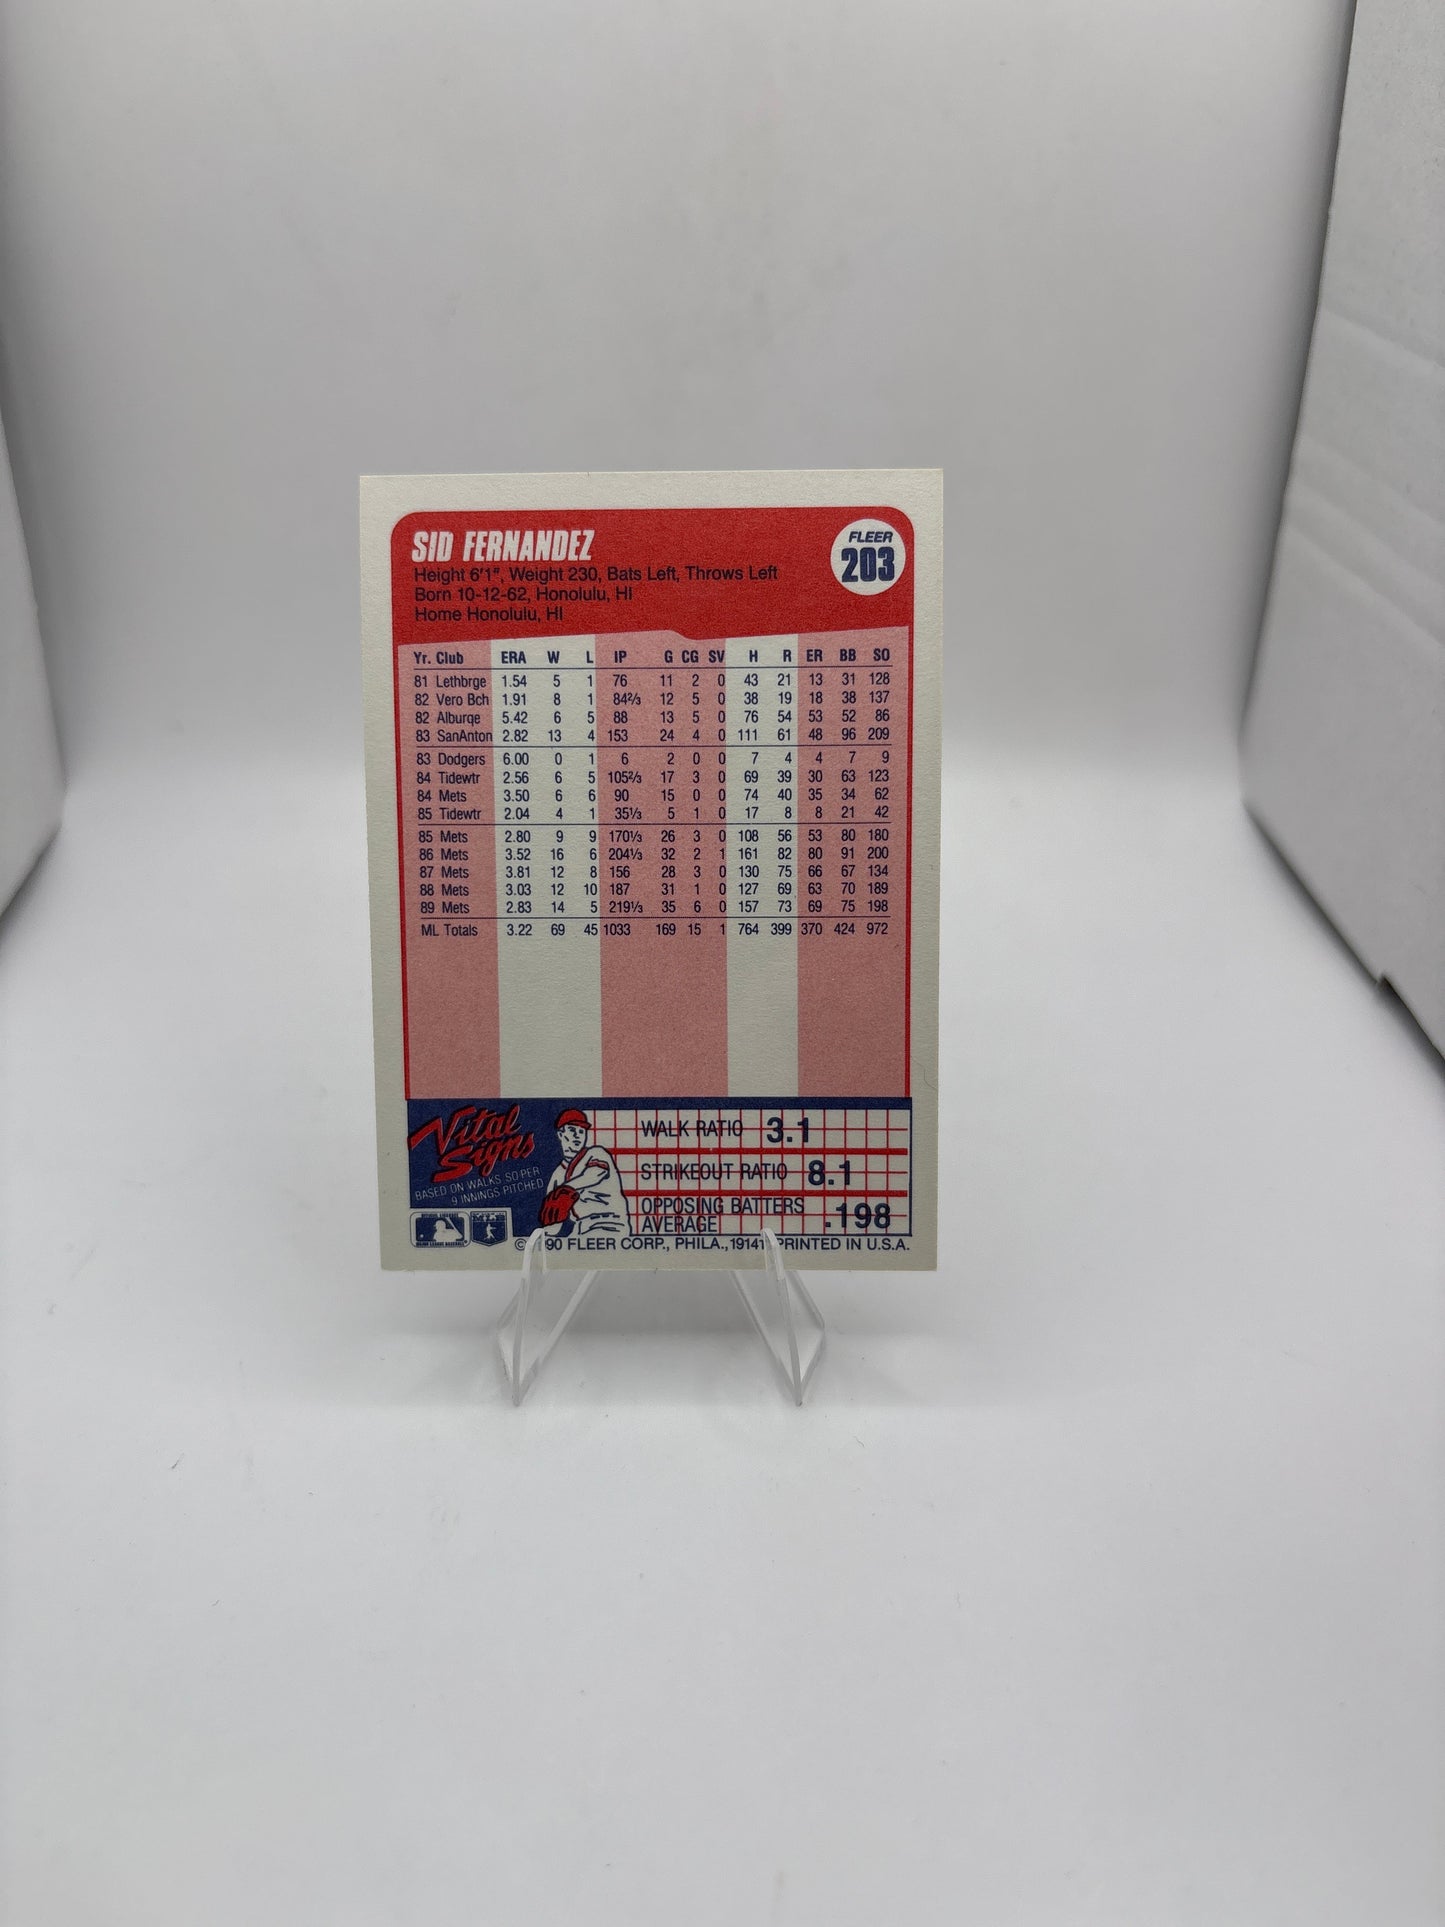 SID FERNANDEZ
FLEER
203
Height 6'1", Weight 230, Bats Left, Throws Left
Born 10-12-62, Honolulu, HI
Home Honolulu, HI
Yr. Club ERA W L IP G CG SV H R ER BB SO
81 Lethbrge 1.54 5 1 76 11 2 0 43 21 13 31 128
82 Vero Bch 1.91 8 1 84⅔ 12 5 0 38 19 18 38 137
82 Alburqe 5.42 6 5 88 13 5 0 76 54 53 52 86
83 SanAnton 2.82 13 4 153 24 4 0 111 61 48 96 209
83 Dodgers 6.00 0 1 6 2 0 0 7 4 4 7 9
84 Tidewtr 2.56 6 5 105⅔ 17 3 0 69 39 30 63 123
84 Mets 3.50 6 6 90 15 0 0 74 40 35 34 62
85 Tidewtr 2.04 4 1 35⅓ 5 1 0 17 8 8 21 42
85 Mets 2.80 9 9 170⅓ 26 3 0 108 56 53 80 180
86 Mets 3.52 16 6 204⅓ 32 2 1 161 82 80 91 200
87 Mets 3.81 12 8 156 28 3 0 130 75 66 67 134
88 Mets 3.03 12 10 187 31 1 0 127 69 63 70 189
89 Mets 2.83 14 5 219⅓ 35 6 0 157 73 69 75 198
ML Totals 3.22 69 45 1033 169 15 1 764 399 370 424 972
Vital
Signs
BASED ON WALKS, SO PER
9 INNINGS PITCHED
WALK RATIO 3.1
STRIKEOUT RATIO 8.1
OPPOSING BATTERS
AVERAGE .198
© 90 FLEER CORP., PHILA., 19141 PRINTED IN U.S.A.